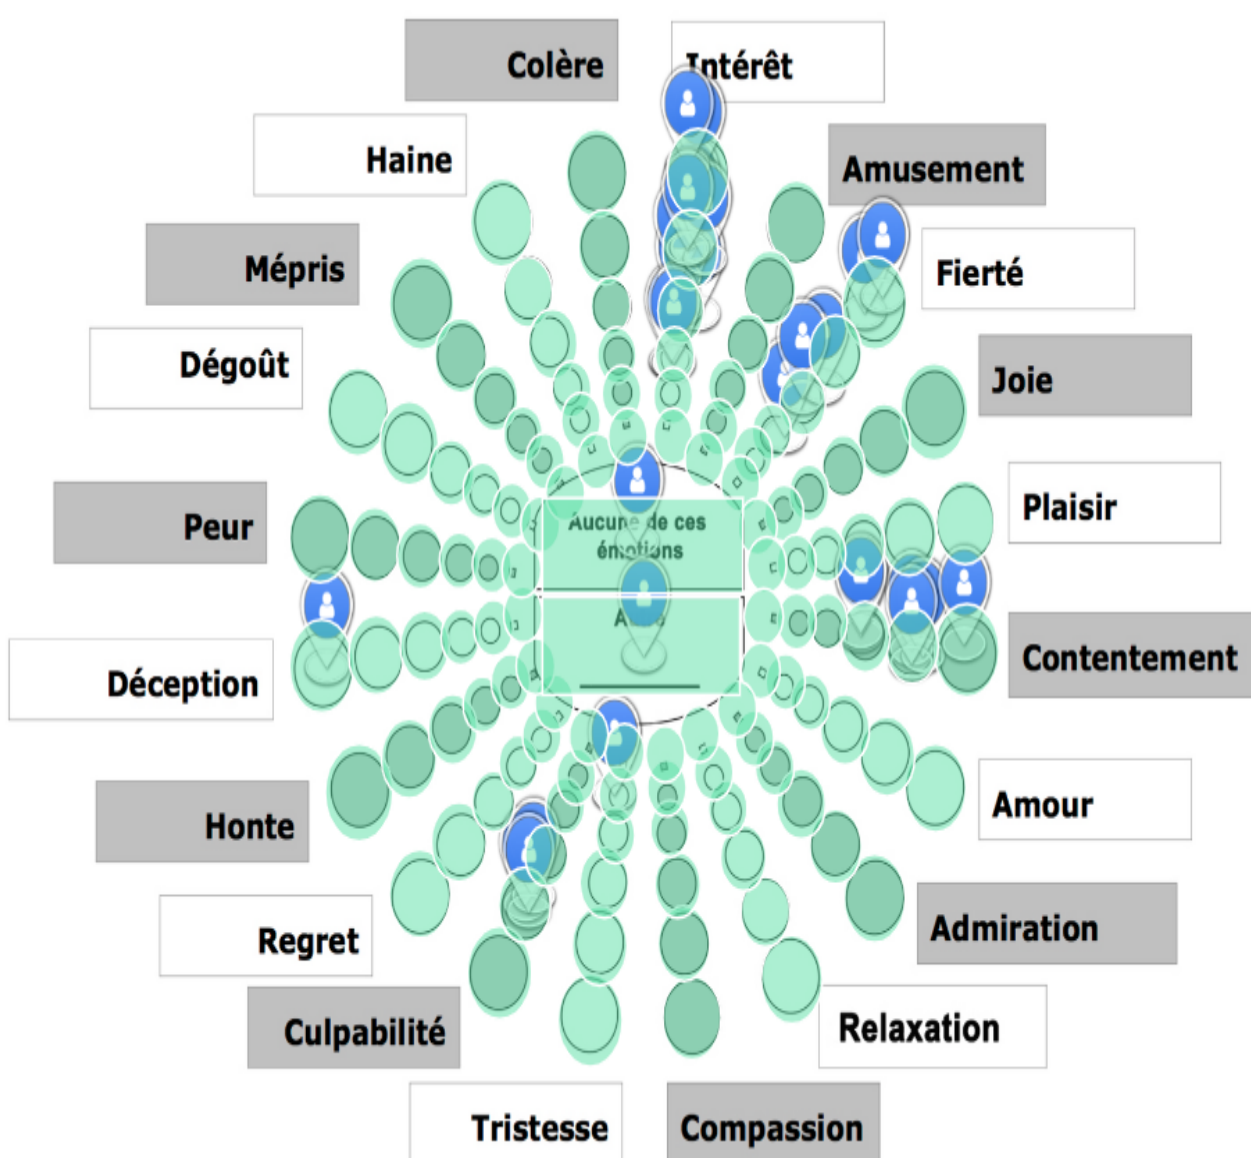 Colère
Intérêt
Haine
Amusement
Mépris
Fierté
Dégoût
Joie
Peur
Plaisir
Aucune de ces
émotions
Déception
Contentement
Honte
Amour
Regret
Admiration
Culpabilité
Relaxation
Tristesse
Compassion